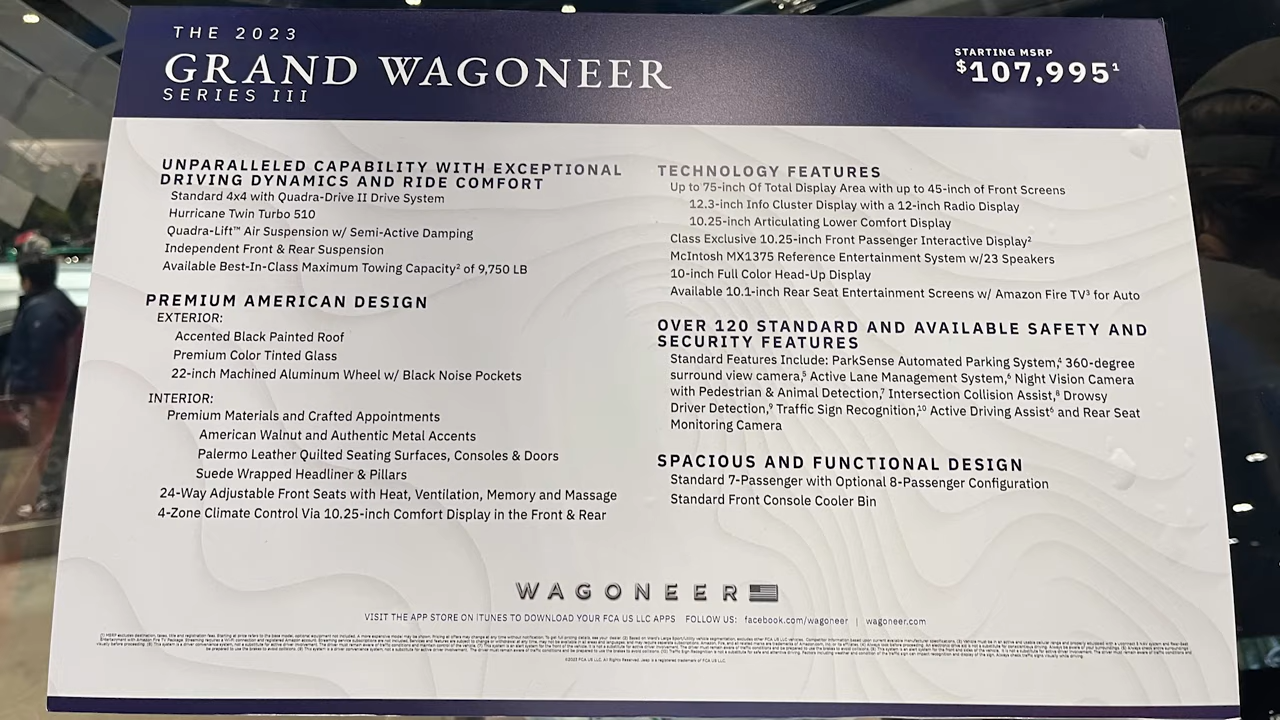 THE 2023
GRAND WAGONEER
SERIES III
STARTING MSRP
$107,995¹
UNPARALLELED CAPABILITY WITH EXCEPTIONAL
DRIVING DYNAMICS AND RIDE COMFORT
Standard 4x4 with Quadra-Drive II Drive System
Hurricane Twin Turbo 510
Quadra-Lift™ Air Suspension w/ Semi-Active Damping
Independent Front & Rear Suspension
Available Best-In-Class Maximum Towing Capacity² of 9,750 LB
PREMIUM AMERICAN DESIGN
EXTERIOR:
Accented Black Painted Roof
Premium Color Tinted Glass
22-inch Machined Aluminum Wheel w/ Black Noise Pockets
INTERIOR:
Premium Materials and Crafted Appointments
American Walnut and Authentic Metal Accents
Palermo Leather Quilted Seating Surfaces, Consoles & Doors
Suede Wrapped Headliner & Pillars
24-Way Adjustable Front Seats with Heat, Ventilation, Memory and Massage
4-Zone Climate Control Via 10.25-inch Comfort Display in the Front & Rear
TECHNOLOGY FEATURES
Up to 75-inch Of Total Display Area with up to 45-inch of Front Screens
12.3-inch Info Cluster Display with a 12-inch Radio Display
10.25-inch Articulating Lower Comfort Display
Class Exclusive 10.25-inch Front Passenger Interactive Display²
McIntosh MX1375 Reference Entertainment System w/23 Speakers
10-inch Full Color Head-Up Display
Available 10.1-inch Rear Seat Entertainment Screens w/ Amazon Fire TV³ for Auto
OVER 120 STANDARD AND AVAILABLE SAFETY AND
SECURITY FEATURES
Standard Features Include: ParkSense Automated Parking System,⁴ 360-degree
surround view camera,⁵ Active Lane Management System,⁶ Night Vision Camera
with Pedestrian & Animal Detection,⁷ Intersection Collision Assist,⁸ Drowsy
Driver Detection,⁹ Traffic Sign Recognition,¹⁰ Active Driving Assist⁶ and Rear Seat
Monitoring Camera
SPACIOUS AND FUNCTIONAL DESIGN
Standard 7-Passenger with Optional 8-Passenger Configuration
Standard Front Console Cooler Bin
WAGONEER
VISIT THE APP STORE ON ITUNES TO DOWNLOAD YOUR FCA US LLC APPS FOLLOW US: facebook.com/wagoneer | wagoneer.com
©2022 FCA US LLC. All Rights Reserved. Jeep is a registered trademark of FCA US LLC.